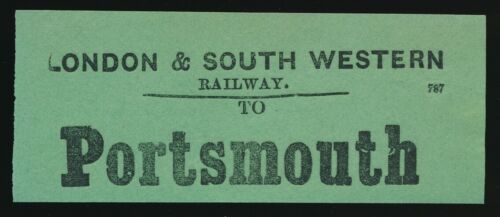 LONDON & SOUTH WESTERN
RAILWAY.
787
TO
Portsmouth